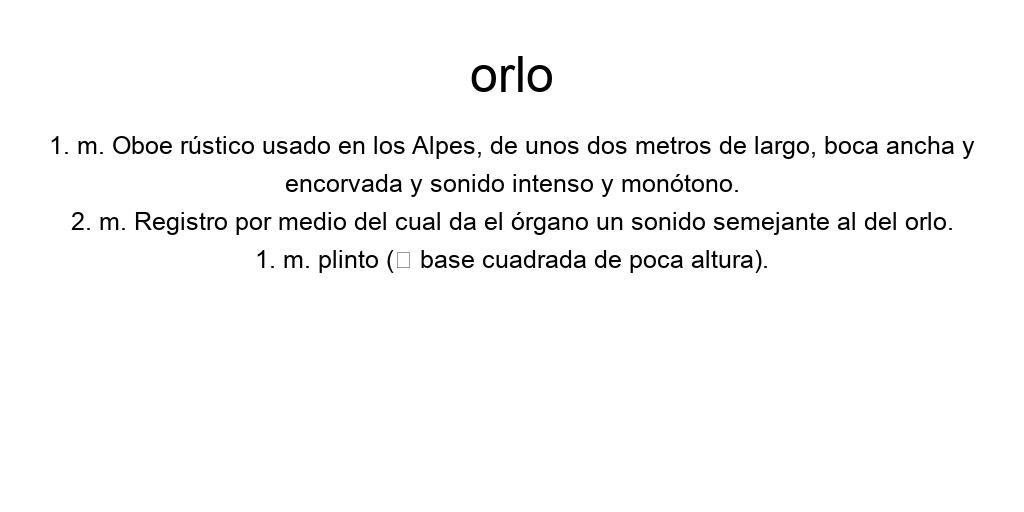 orlo
1. m. Oboe rústico usado en los Alpes, de unos dos metros de largo, boca ancha y
encorvada y sonido intenso y monótono.
2. m. Registro por medio del cual da el órgano un sonido semejante al del orlo.
1. m. plinto (□ base cuadrada de poca altura).